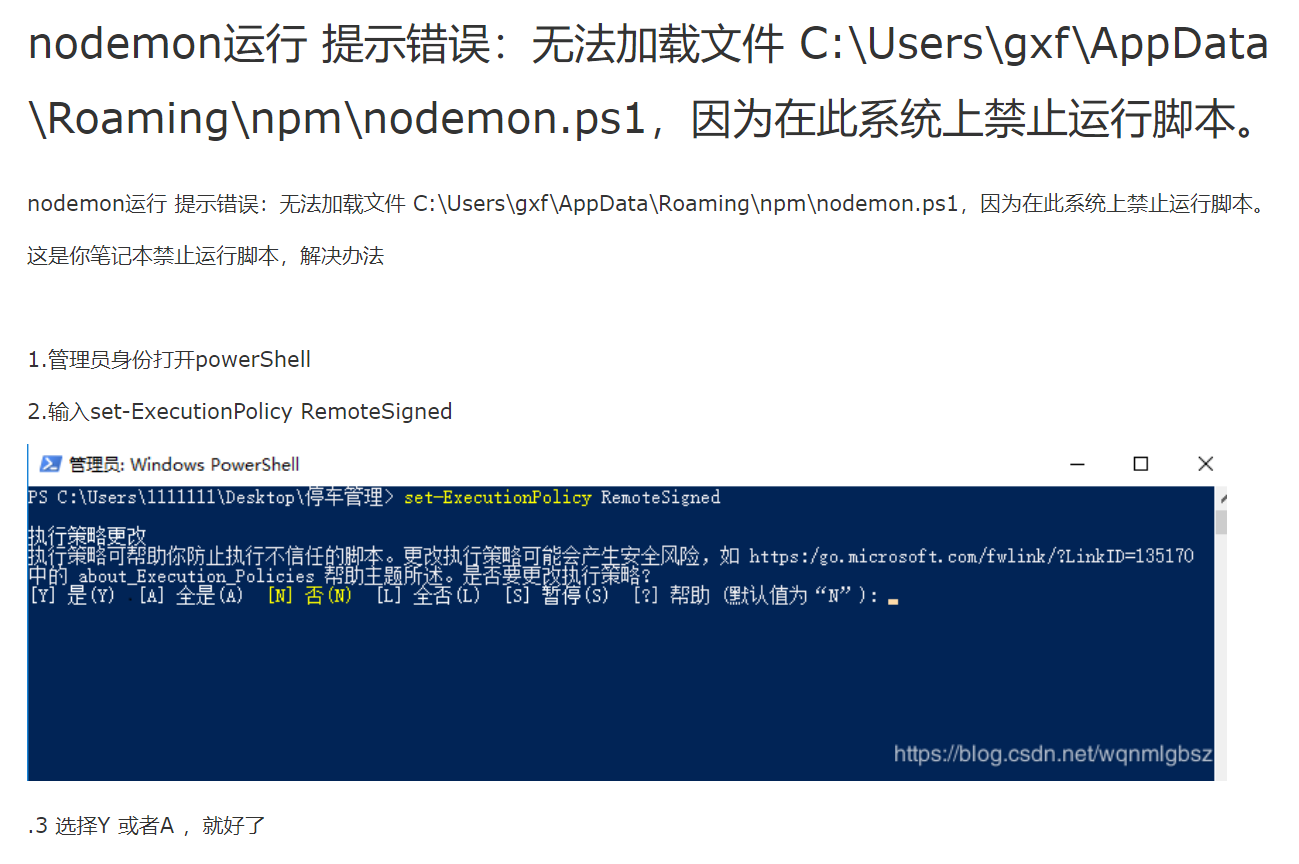 nodemon运行 提示错误：无法加载文件 C:\Users\gxf\AppData
\Roaming\npm\nodemon.ps1，因为在此系统上禁止运行脚本。
nodemon运行 提示错误：无法加载文件 C:\Users\gxf\AppData\Roaming\npm\nodemon.ps1，因为在此系统上禁止运行脚本。
这是你笔记本禁止运行脚本，解决办法
1.管理员身份打开powerShell
2.输入set-ExecutionPolicy RemoteSigned
管理员: Windows PowerShell
PS C:\Users\1111111\Desktop\停车管理> set-ExecutionPolicy RemoteSigned
执行策略更改
执行策略可帮助你防止执行不信任的脚本。更改执行策略可能会产生安全风险，如 https:/go.microsoft.com/fwlink/?LinkID=135170
中的 about_Execution_Policies 帮助主题所述。是否要更改执行策略?
[Y] 是(Y) [A] 全是(A) [N] 否(N) [L] 全否(L) [S] 暂停(S) [?] 帮助 (默认值为“N”):
https://blog.csdn.net/wqnmlgbsz
.3 选择Y 或者A ，就好了